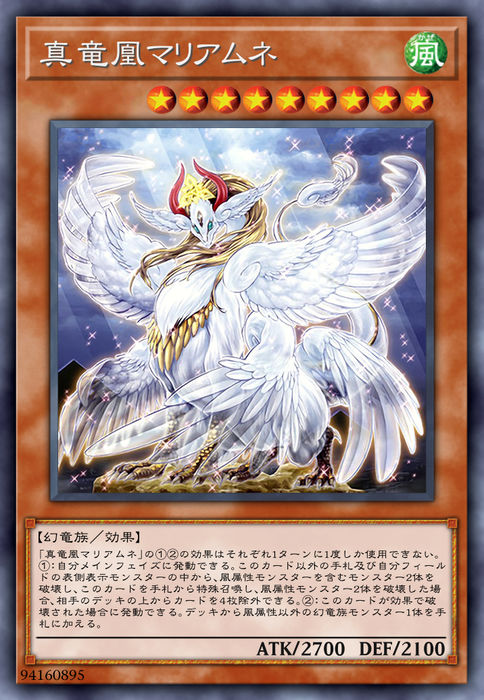 真竜凰マリアムネ
かぜ
風
【幻竜族/効果】
「真竜凰マリアムネ」の①②の効果はそれぞれ1ターンに1度しか使用できない。
①:自分メインフェイズに発動できる。このカード以外の手札及び自分フィール
ドの表側表示モンスターの中から、風属性モンスターを含むモンスター2体を
破壊し、このカードを手札から特殊召喚し、風属性モンスター2体を破壊した場
合、相手のデッキの上からカードを4枚除外できる。②:このカードが効果で破
壊された場合に発動できる。デッキから風属性以外の幻竜族モンスター1体を手
札に加える。
ATK/2700 DEF/2100
94160895